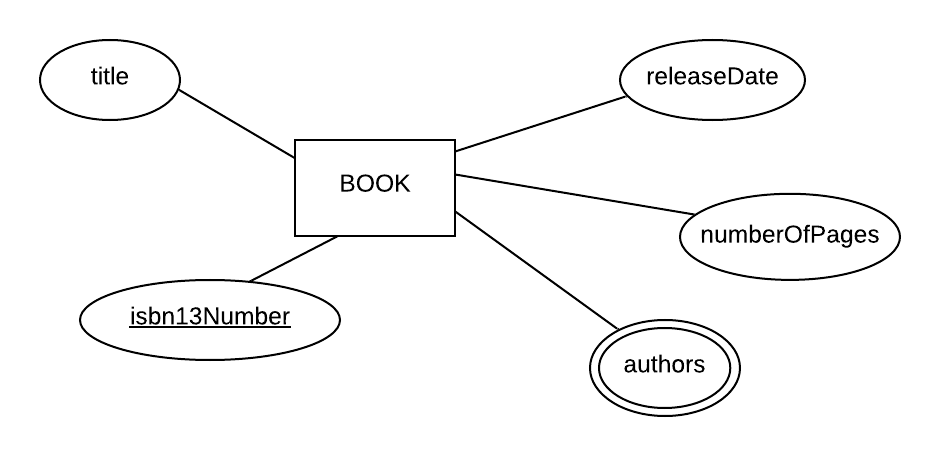 title
releaseDate
BOOK
numberOfPages
isbn13Number
authors